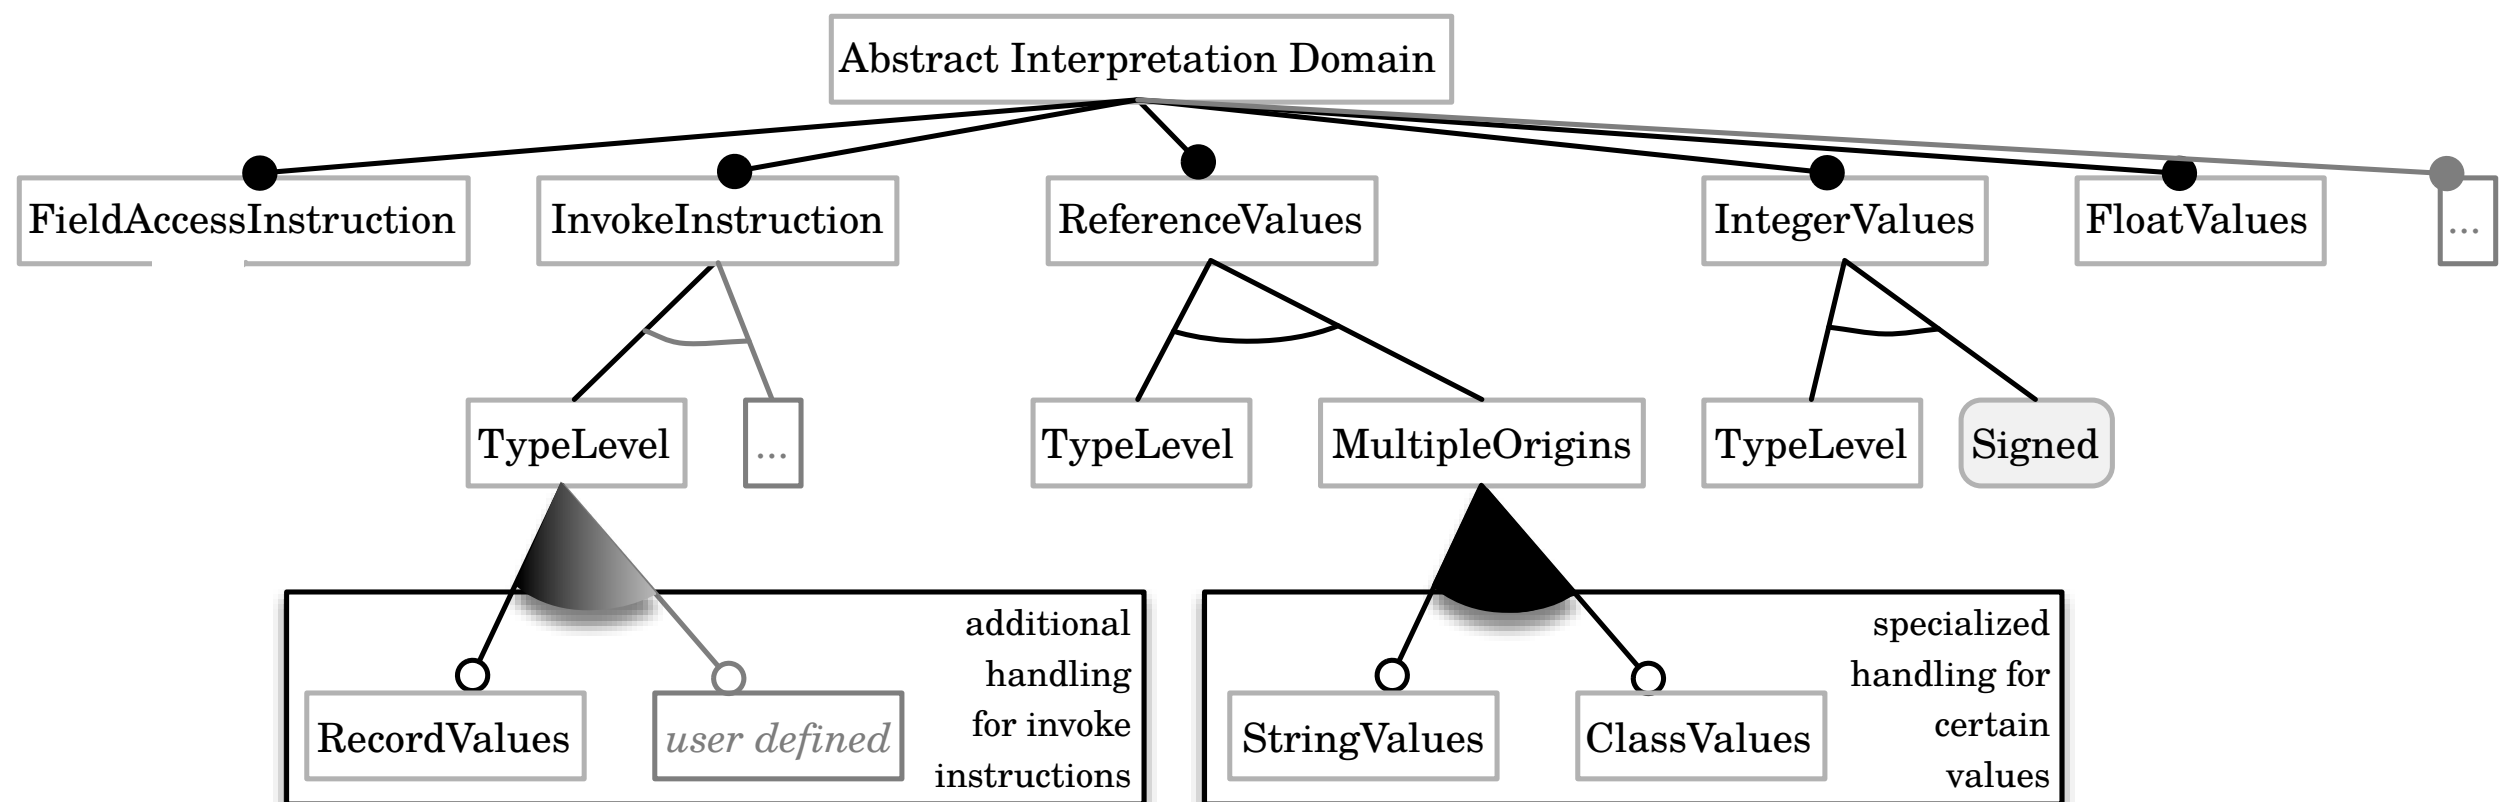 Abstract Interpretation Domain
FieldAccessInstruction
InvokeInstruction
ReferenceValues
IntegerValues
FloatValues
...
TypeLevel
...
TypeLevel
MultipleOrigins
TypeLevel
Signed
RecordValues
user defined
additional
handling
for invoke
instructions
StringValues
ClassValues
specialized
handling for
certain
values